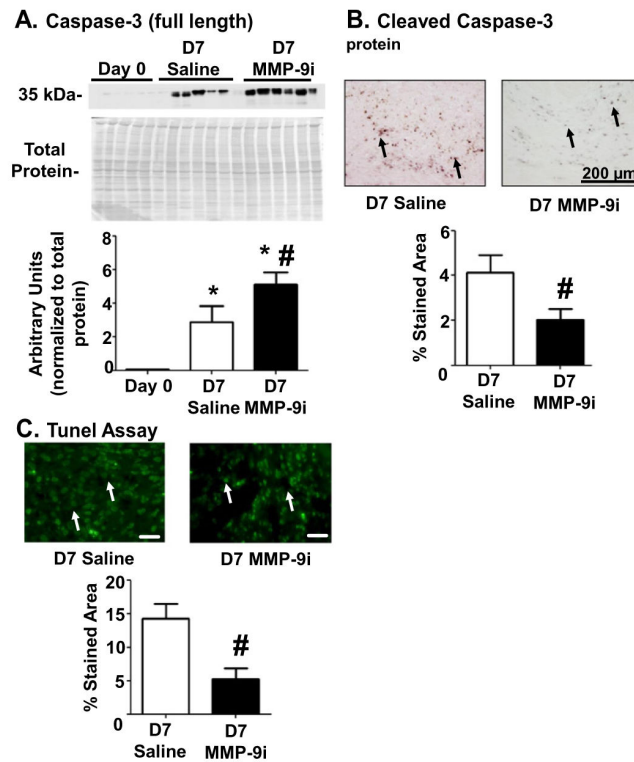 A. Caspase-3 (full length)
Day 0
D7
Saline
D7
MMP-9i
35 kDa-
Total
Protein-
Arbitrary Units
(normalized to total
protein)
8
6
4
2
0
*
* #
Day 0
D7
Saline
D7
MMP-9i
B. Cleaved Caspase-3
protein
200 µm
D7 Saline
D7 MMP-9i
% Stained Area
6
4
2
0
#
D7
Saline
D7
MMP-9i
C. Tunel Assay
D7 Saline
D7 MMP-9i
% Stained Area
20
15
10
5
0
#
D7
Saline
D7
MMP-9i